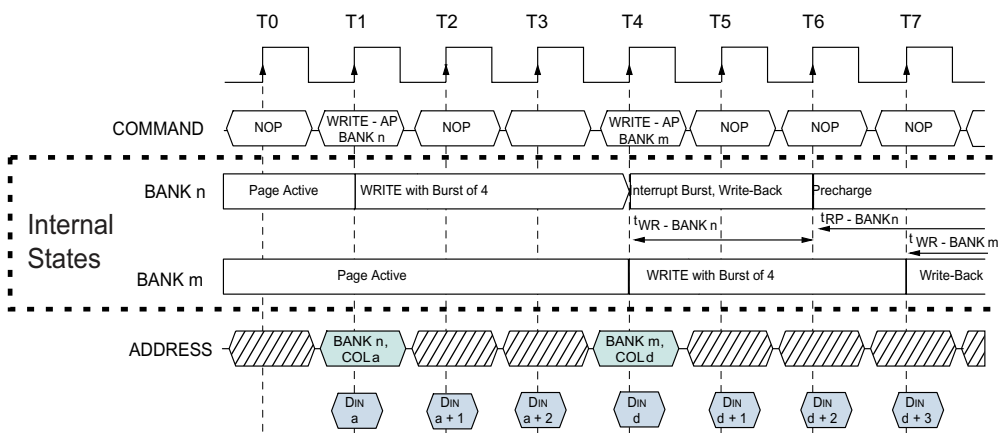 T0 T1 T2 T3 T4 T5 T6 T7
COMMAND NOP WRITE - AP BANK n NOP WRITE - AP BANK m NOP NOP NOP
BANK n Page Active WRITE with Burst of 4 Interrupt Burst, Write-Back Precharge
tWR - BANK n tRP - BANK n
Internal States
t WR - BANK m
BANK m Page Active WRITE with Burst of 4 Write-Back
ADDRESS BANK n, COL a BANK m, COL d
DIN a DIN a + 1 DIN a + 2 DIN d DIN d + 1 DIN d + 2 DIN d + 3